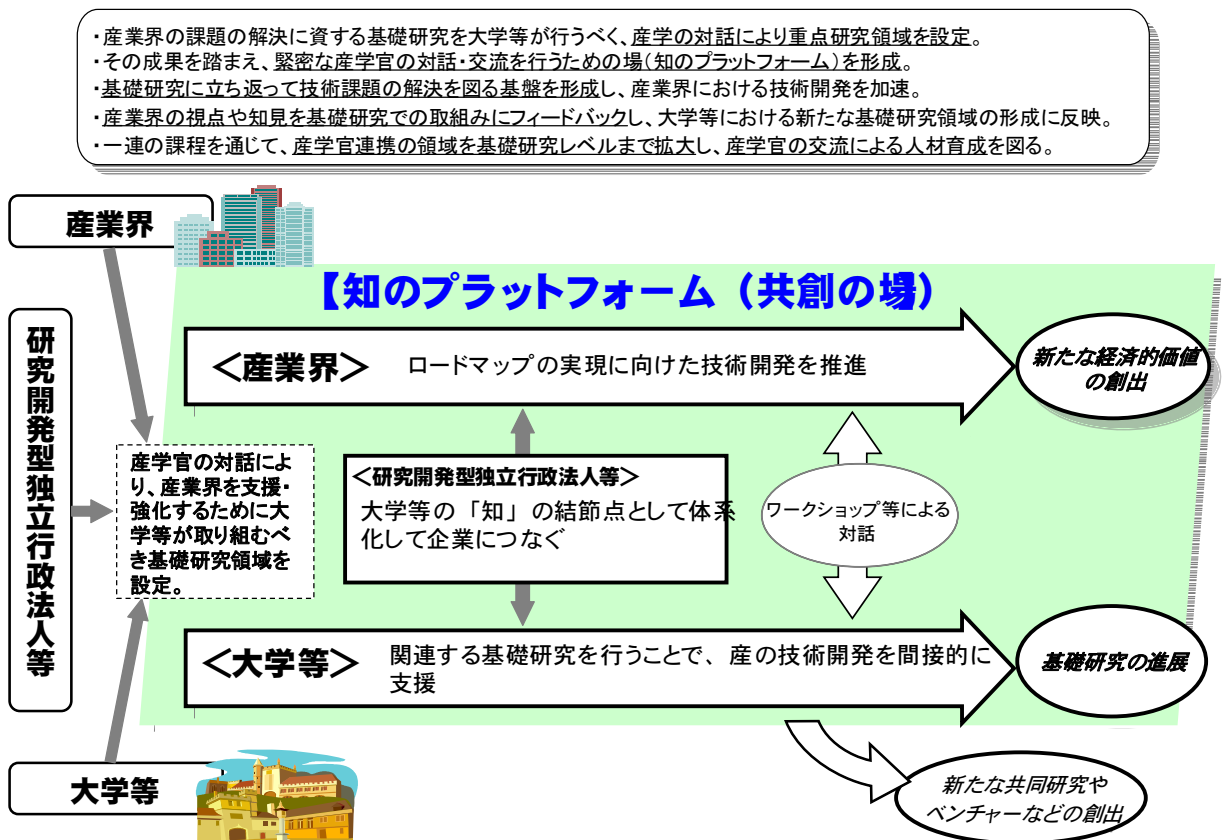 ・産業界の課題の解決に資する基礎研究を大学等が行うべく、産学の対話により重点研究領域を設定。
・その成果を踏まえ、緊密な産学官の対話・交流を行うための場(知のプラットフォーム)を形成。
・基礎研究に立ち返って技術課題の解決を図る基盤を形成し、産業界における技術開発を加速。
・産業界の視点や知見を基礎研究での取組みにフィードバックし、大学等における新たな基礎研究領域の形成に反映。
・一連の課程を通じて、産学官連携の領域を基礎研究レベルまで拡大し、産学官の交流による人材育成を図る。
産業界
【知のプラットフォーム（共創の場）
研究開発型独立行政法人等
＜産業界＞ ロードマップの実現に向けた技術開発を推進
新たな経済的価値
の創出
産学官の対話によ
り、産業界を支援・
強化するために大
学等が取り組むべ
き基礎研究領域を
設定。
＜研究開発型独立行政法人等＞
大学等の「知」の結節点として体系
化して企業につなぐ
ワークショップ等による
対話
＜大学等＞ 関連する基礎研究を行うことで、産の技術開発を間接的に
支援
基礎研究の進展
大学等
新たな共同研究や
ベンチャーなどの創出